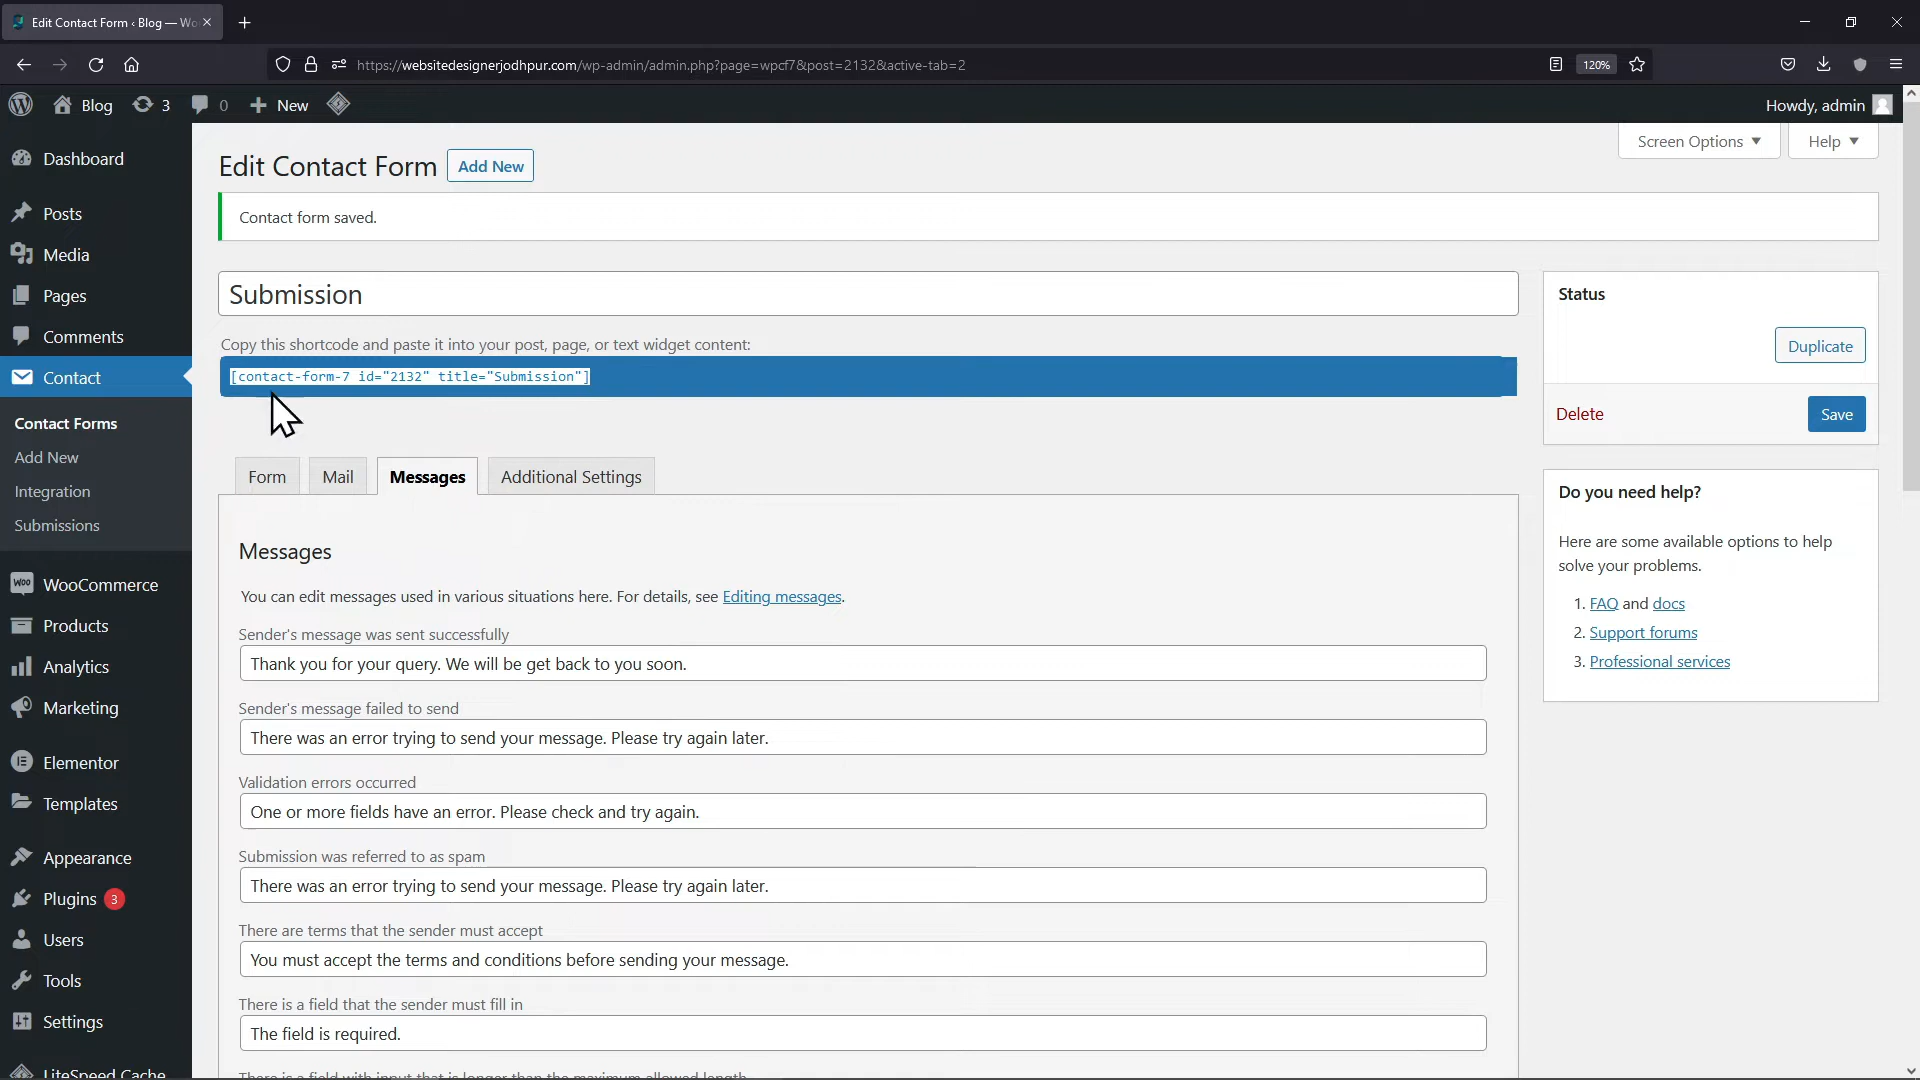 Edit Contact Form ‹ Blog — Wo
https://websitedesignerjodhpur.com/wp-admin/admin.php?page=wpcf7&post=2132&active-tab=2
120%
Blog
3
0
New
Howdy, admin
Dashboard
Posts
Media
Pages
Comments
Contact
Contact Forms
Add New
Integration
Submissions
Woo
WooCommerce
Products
Analytics
Marketing
Elementor
Templates
Appearance
Plugins 3
Users
Tools
Settings
LiteSpeed Cache
Screen Options
Help
Edit Contact Form
Add New
Contact form saved.
Submission
Copy this shortcode and paste it into your post, page, or text widget content:
[contact-form-7 id="2132" title="Submission"]
Form
Mail
Messages
Additional Settings
Messages
You can edit messages used in various situations here. For details, see Editing messages.
Sender's message was sent successfully
Thank you for your query. We will be get back to you soon.
Sender's message failed to send
There was an error trying to send your message. Please try again later.
Validation errors occurred
One or more fields have an error. Please check and try again.
Submission was referred to as spam
There was an error trying to send your message. Please try again later.
There are terms that the sender must accept
You must accept the terms and conditions before sending your message.
There is a field that the sender must fill in
The field is required.
There is a field with input that is longer than the maximum allowed length
Status
Duplicate
Delete
Save
Do you need help?
Here are some available options to help
solve your problems.
1. FAQ and docs
2. Support forums
3. Professional services